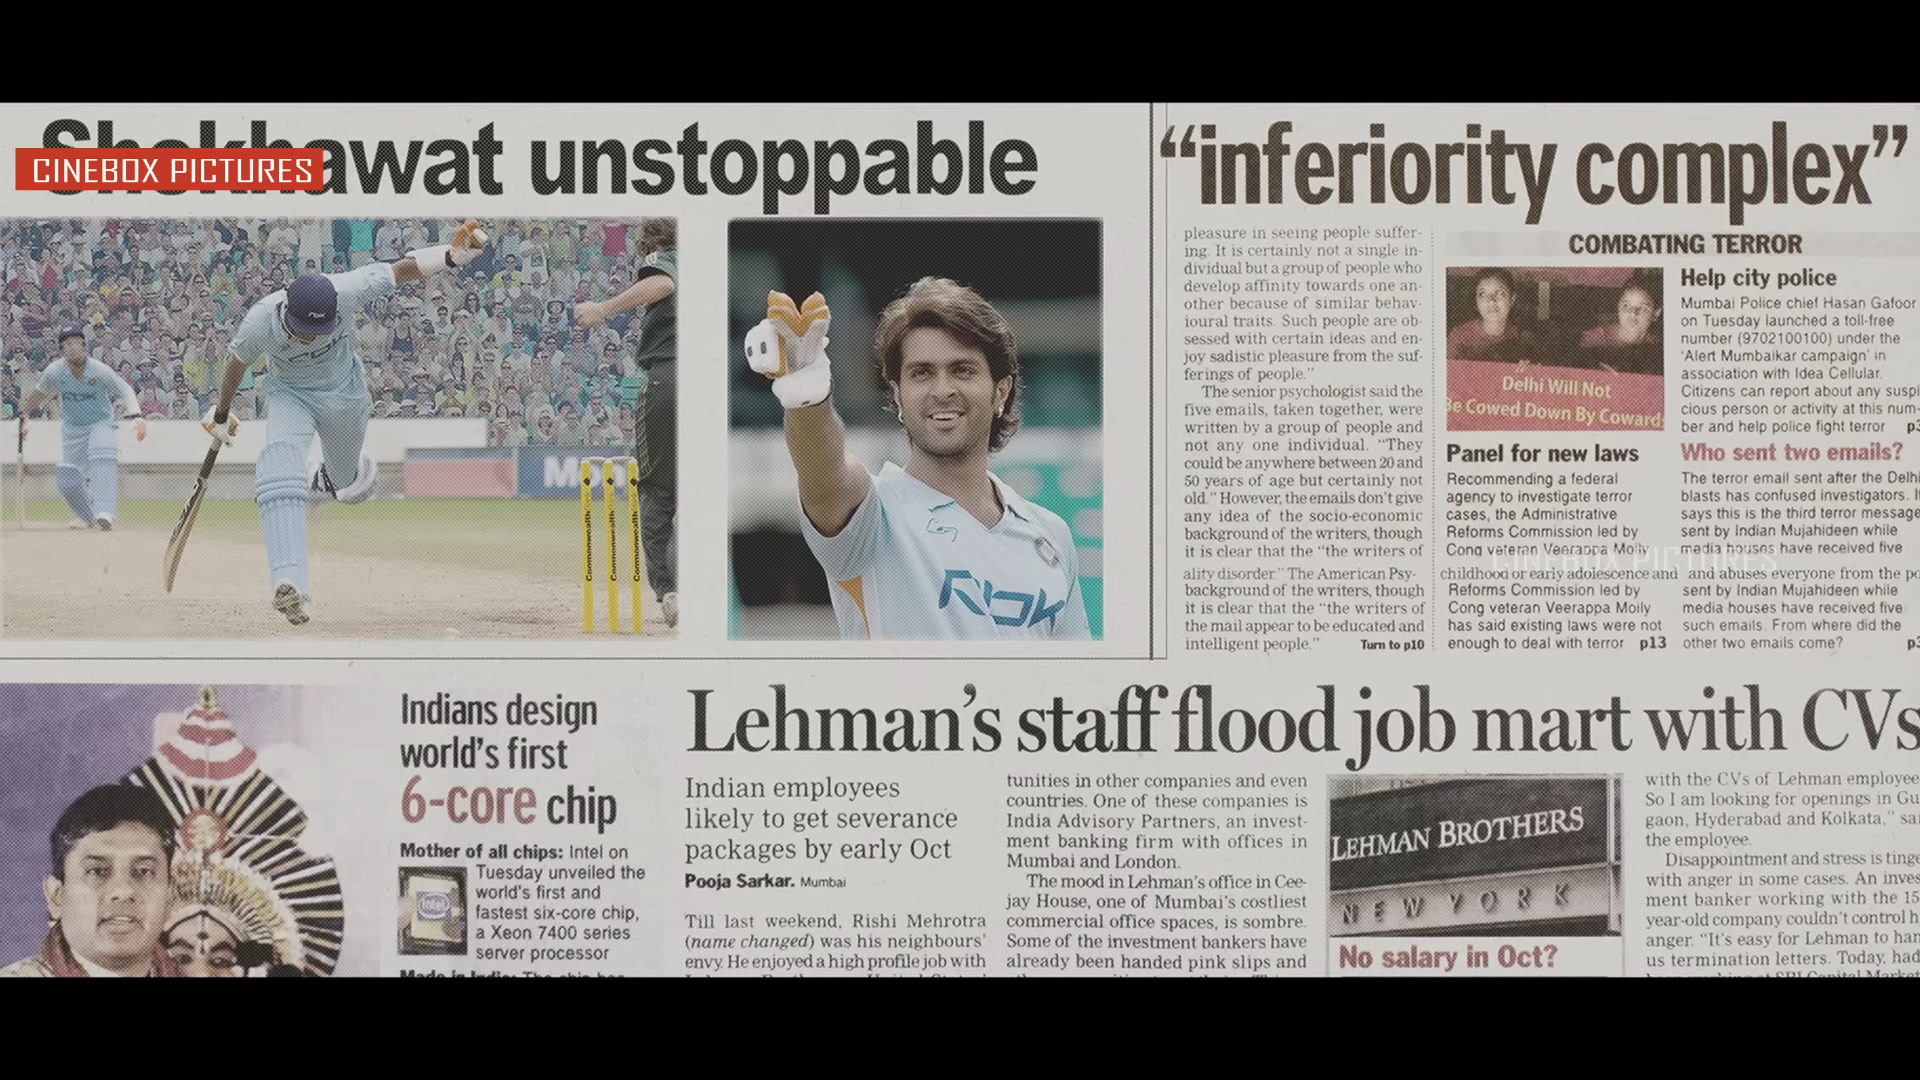 Shekhawat unstoppable
CINEBOX PICTURES
Mon
Commonwealth
Commonwealth
Commonwealth
"inferiority complex"
pleasure in seeing people suffer-
ing. It is certainly not a single in-
dividual but a group of people who
develop affinity towards one an-
other because of similar behav-
ioural traits. Such people are ob-
sessed with certain ideas and en-
joy sadistic pleasure from the suf-
ferings of people."
The senior psychologist said the
five emails, taken together, were
written by a group of people and
not any one individual. "They
could be anywhere between 20 and
50 years of age but certainly not
old." However, the emails don't give
any idea of the socio-economic
background of the writers, though
it is clear that the "the writers of
ality disorder." The American Psy-
background of the writers, though
it is clear that the "the writers of
the mail appear to be educated and
intelligent people." Turn to p10
COMBATING TERROR
Delhi Will Not
Be Cowed Down By Coward
Panel for new laws
Recommending a federal
agency to investigate terror
cases, the Administrative
Reforms Commission led by
Cong veteran Veerappa Moily
childhood or early adolescence and
Reforms Commission led by
Cong veteran Veerappa Moily
has said existing laws were not
enough to deal with terror p13
Help city police
Mumbai Police chief Hasan Gafoor
on Tuesday launched a toll-free
number (9702100100) under the
'Alert Mumbaikar campaign' in
association with Idea Cellular.
Citizens can report about any suspi
cious person or activity at this num-
ber and help police fight terror p3
Who sent two emails?
The terror email sent after the Delhi
blasts has confused investigators. It
says this is the third terror message
sent by Indian Mujahideen while
media houses have received five
CINEBOX PICTURES
and abuses everyone from the po
sent by Indian Mujahideen while
media houses have received five
such emails. From where did the
other two emails come? p3
Indians design
world's first
6-core chip
Mother of all chips: Intel on
Tuesday unveiled the
world's first and
fastest six-core chip,
a Xeon 7400 series
server processor
intel
Lehman's staff flood job mart with CVs
Indian employees
likely to get severance
packages by early Oct
Pooja Sarkar. Mumbai
Till last weekend, Rishi Mehrotra
(name changed) was his neighbours'
envy. He enjoyed a high profile job with
tunities in other companies and even
countries. One of these companies is
India Advisory Partners, an invest-
ment banking firm with offices in
Mumbai and London.
The mood in Lehman's office in Cee-
jay House, one of Mumbai's costliest
commercial office spaces, is sombre.
Some of the investment bankers have
already been handed pink slips and
LEHMAN BROTHERS
NEW YORK
No salary in Oct?
with the CVs of Lehman employee
So I am looking for openings in Gu
gaon, Hyderabad and Kolkata," sai
the employee.
Disappointment and stress is tinge
with anger in some cases. An inves
ment banker working with the 15
year-old company couldn't control h
anger. "It's easy for Lehman to han
us termination letters. Today, had